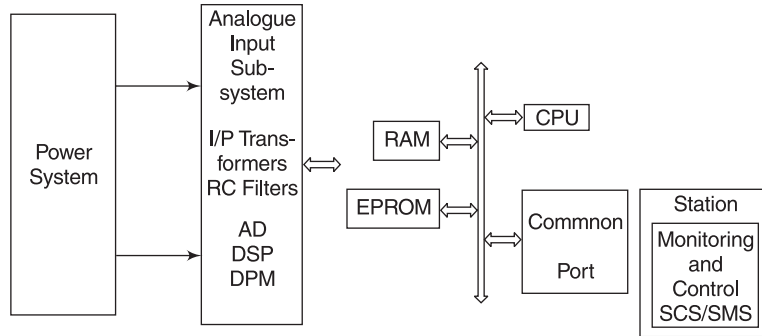 Power
System
Analogue
Input
Sub-
system
I/P Trans-
formers
RC Filters
AD
DSP
DPM
RAM
EPROM
CPU
Commnon
Port
Station
Monitoring
and
Control
SCS/SMS